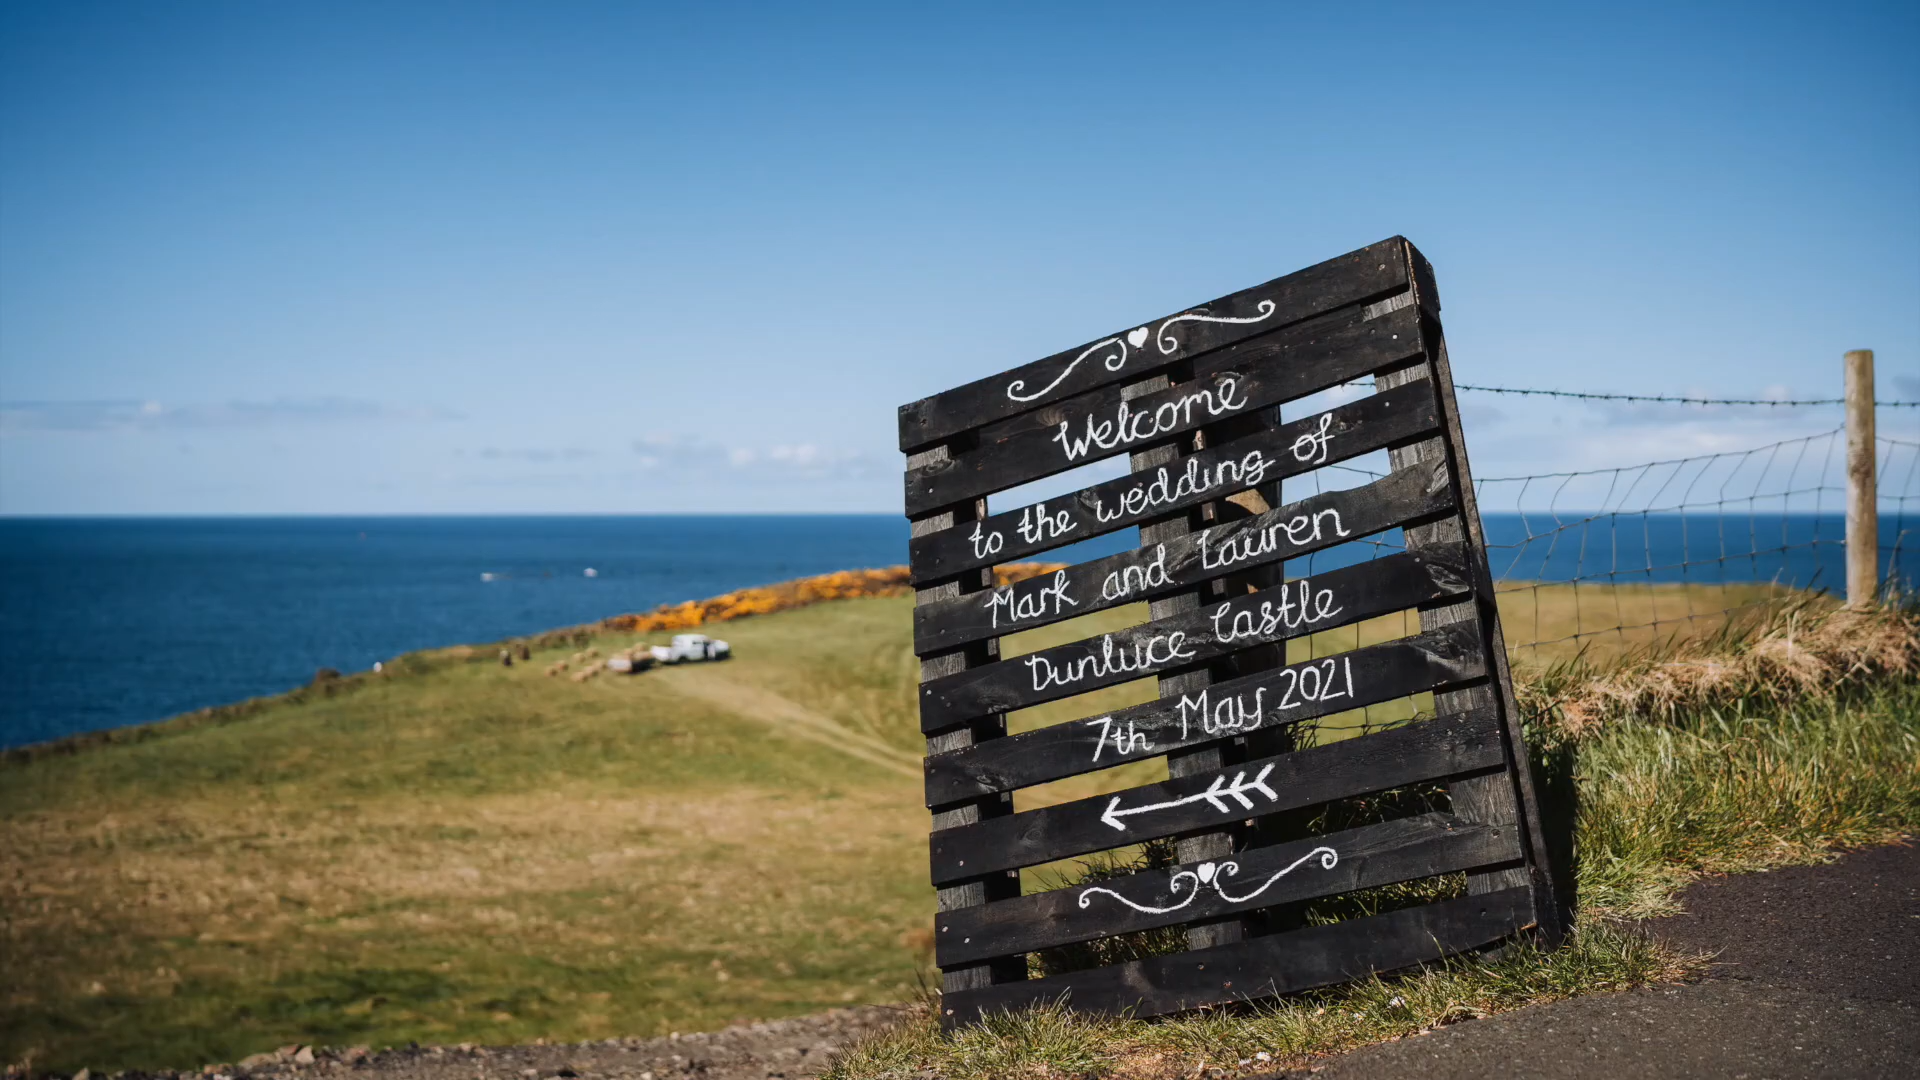 Welcome
to the wedding of
Mark and Lauren
Dunluce Castle
7th May 2021